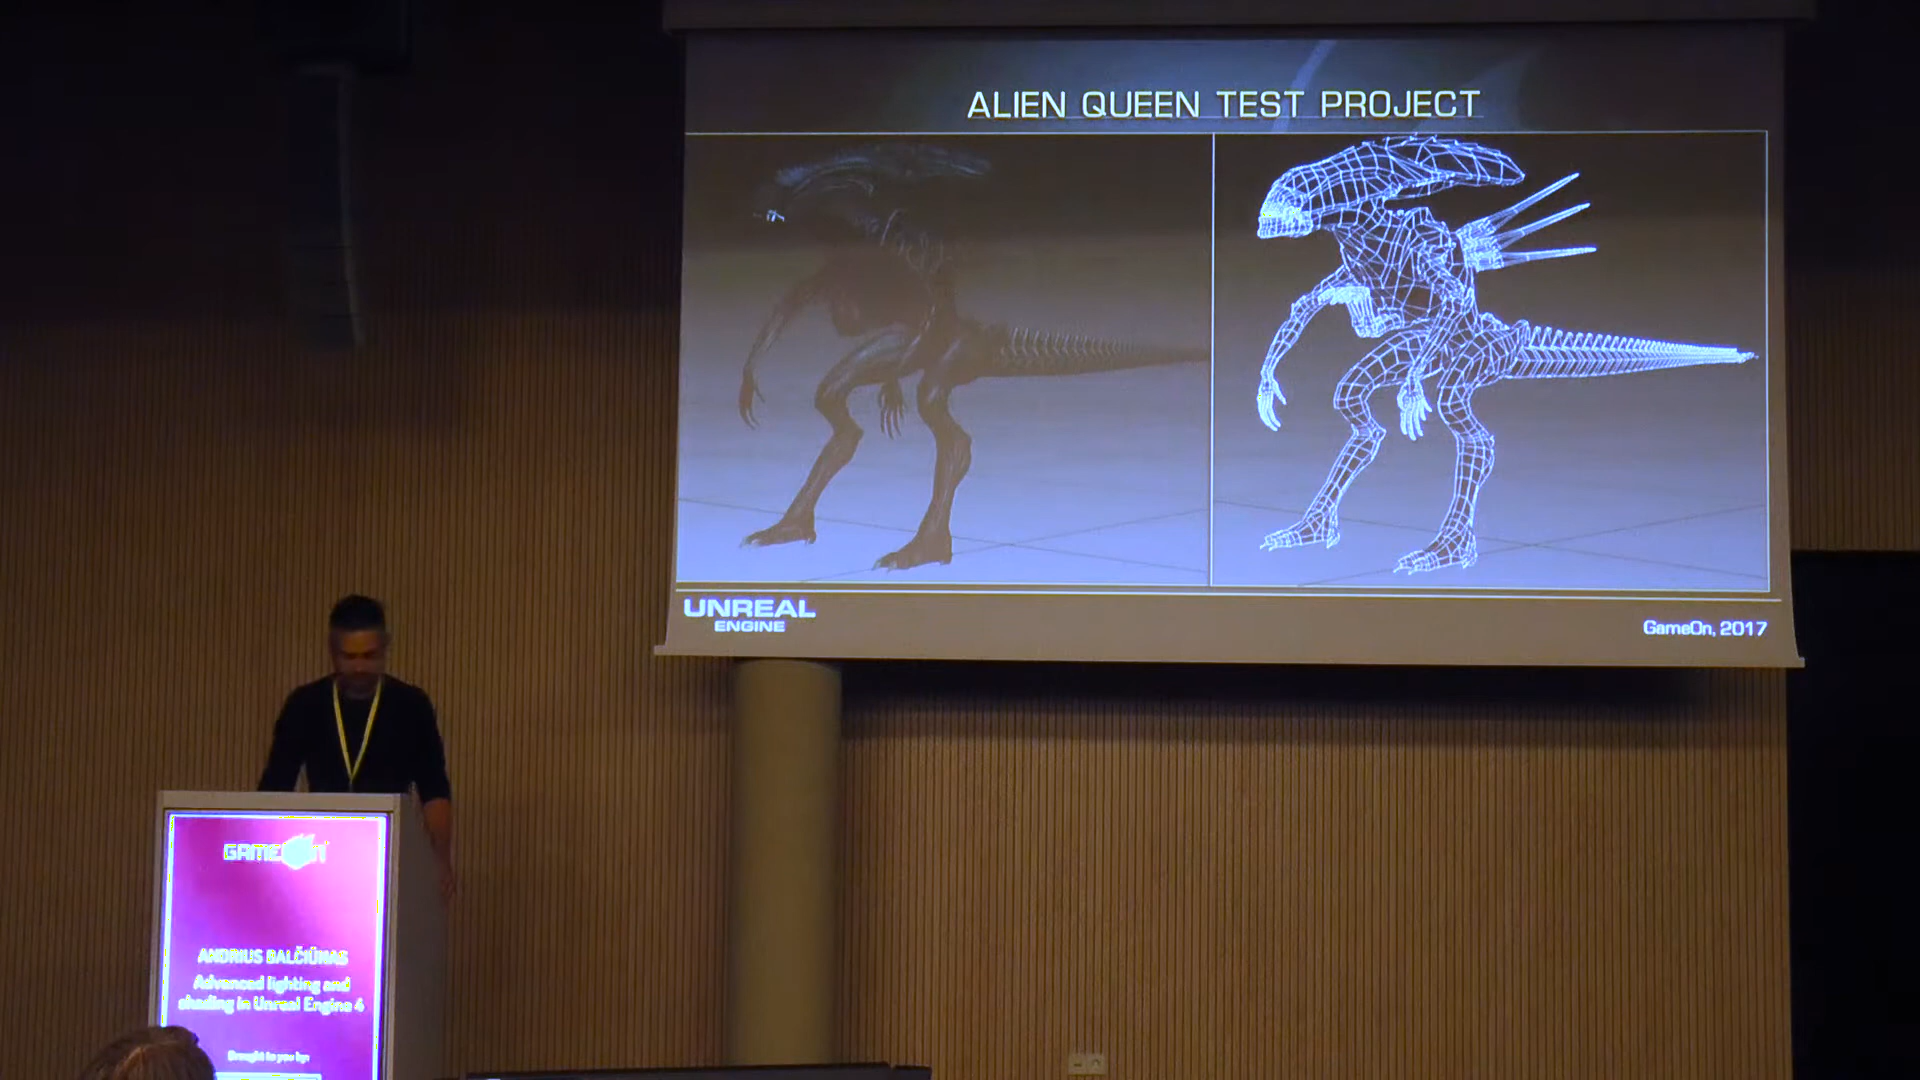 ALIEN QUEEN TEST PROJECT
UNREAL
ENGINE
GameOn, 2017
GAMEON
ANDRIUS BALČIŪNAS
Advanced lighting and
shading in Unreal Engine 4
Brought to you by: